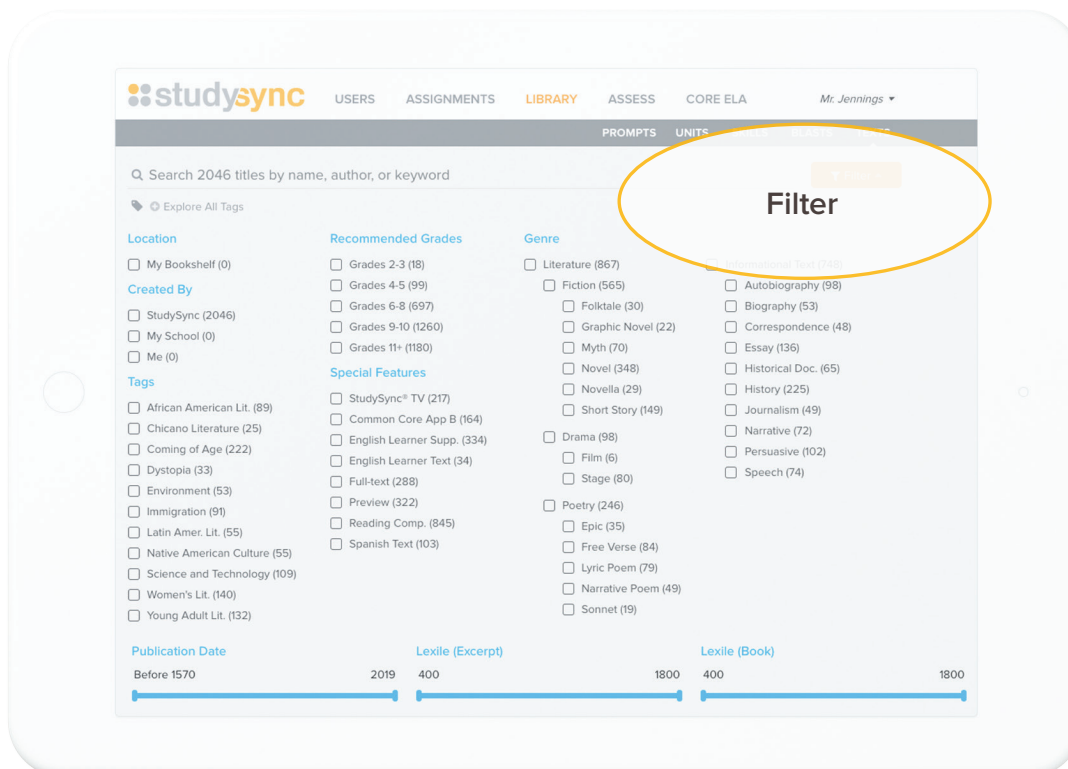 studysync USERS ASSIGNMENTS LIBRARY ASSESS CORE ELA Mr. Jennings
PROMPTS UNITS SKILLS BLASTS TEXTS
Search 2046 titles by name, author, or keyword
Filter
Explore All Tags
Location
My Bookshelf (0)
Created By
StudySync (2046)
My School (0)
Me (0)
Tags
African American Lit. (89)
Chicano Literature (25)
Coming of Age (222)
Dystopia (33)
Environment (53)
Immigration (91)
Latin Amer. Lit. (55)
Native American Culture (55)
Science and Technology (109)
Women's Lit. (140)
Young Adult Lit. (132)
Recommended Grades
Grades 2-3 (18)
Grades 4-5 (99)
Grades 6-8 (697)
Grades 9-10 (1260)
Grades 11+ (1180)
Special Features
StudySync® TV (217)
Common Core App B (164)
English Learner Supp. (334)
English Learner Text (34)
Full-text (288)
Preview (322)
Reading Comp. (845)
Spanish Text (103)
Genre
Literature (867)
Fiction (565)
Folktale (30)
Graphic Novel (22)
Myth (70)
Novel (348)
Novella (29)
Short Story (149)
Drama (98)
Film (6)
Stage (80)
Poetry (246)
Epic (35)
Free Verse (84)
Lyric Poem (79)
Narrative Poem (49)
Sonnet (19)
Informational Text (748)
Autobiography (98)
Biography (53)
Correspondence (48)
Essay (136)
Historical Doc. (65)
History (225)
Journalism (49)
Narrative (72)
Persuasive (102)
Speech (74)
Publication Date
Before 1570 2019
Lexile (Excerpt)
400 1800
Lexile (Book)
400 1800